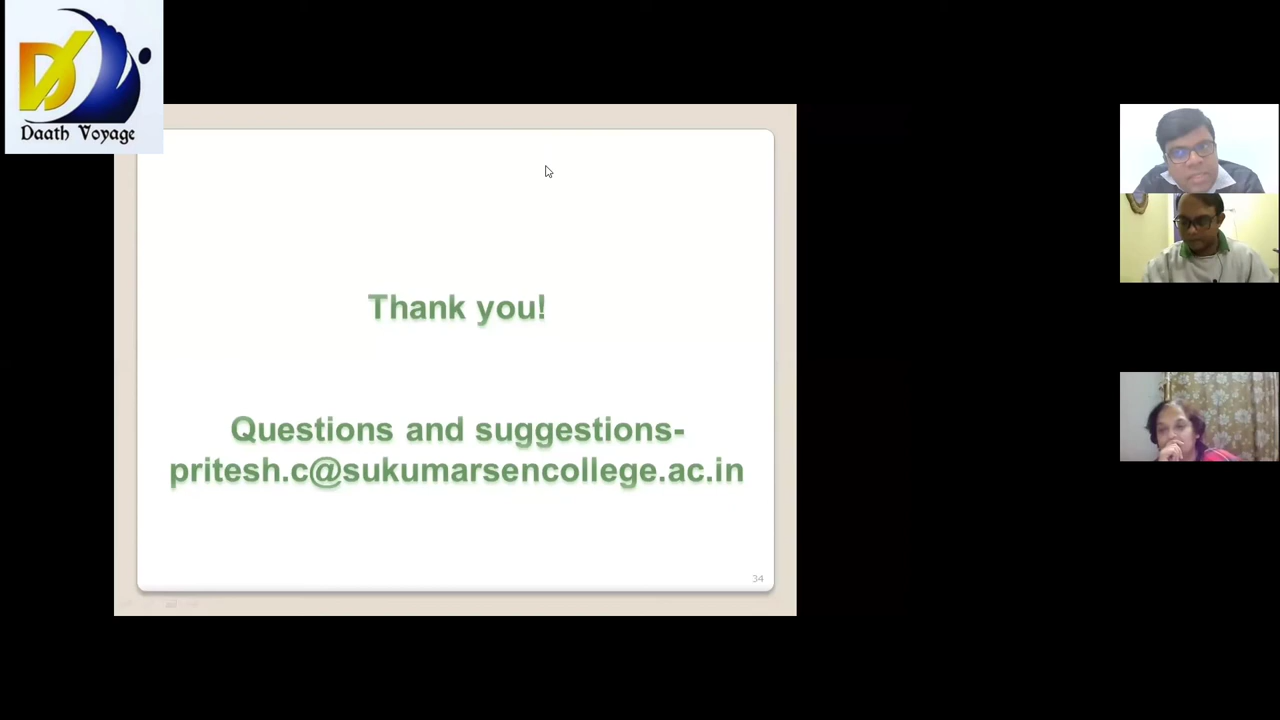 Daath Voyage
Thank you!
Questions and suggestions-
pritesh.c@sukumarsencollege.ac.in
34